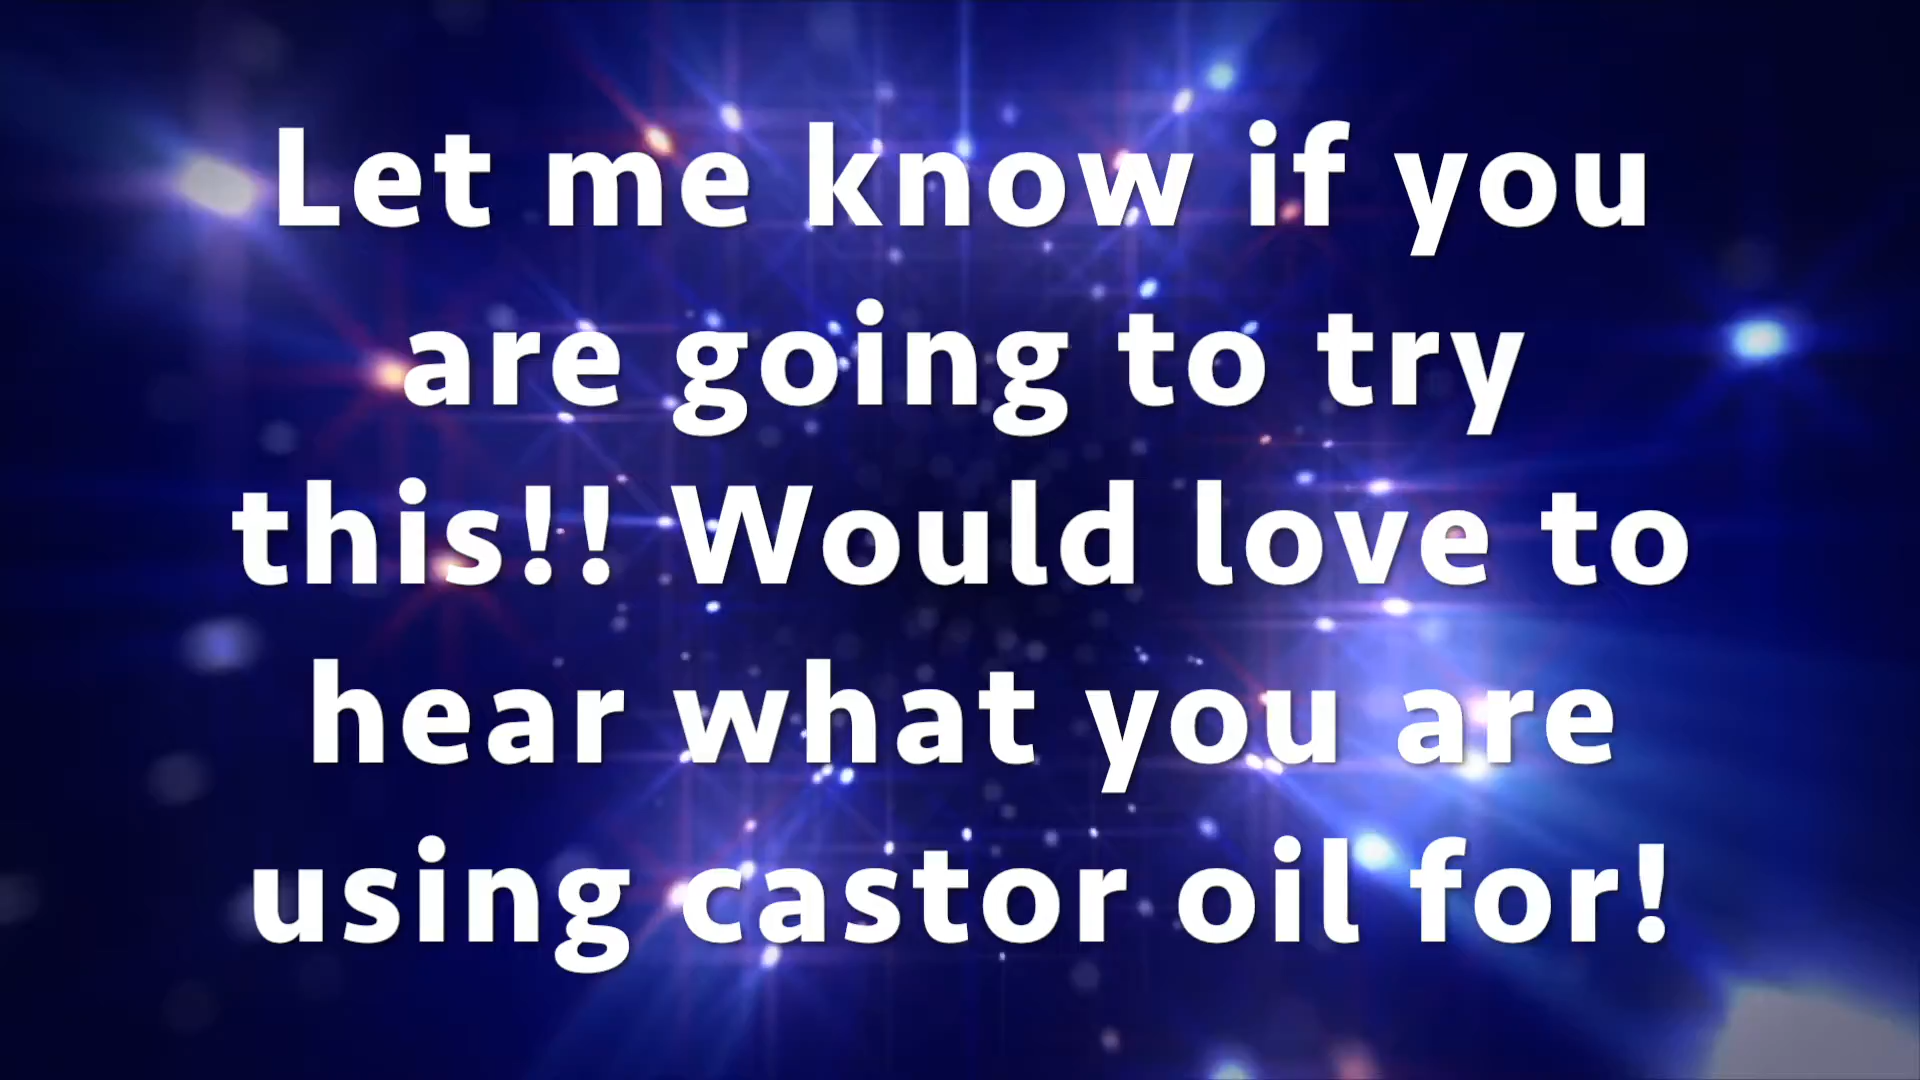 Let me know if you
are going to try
this!! Would love to
hear what you are
using castor oil for!